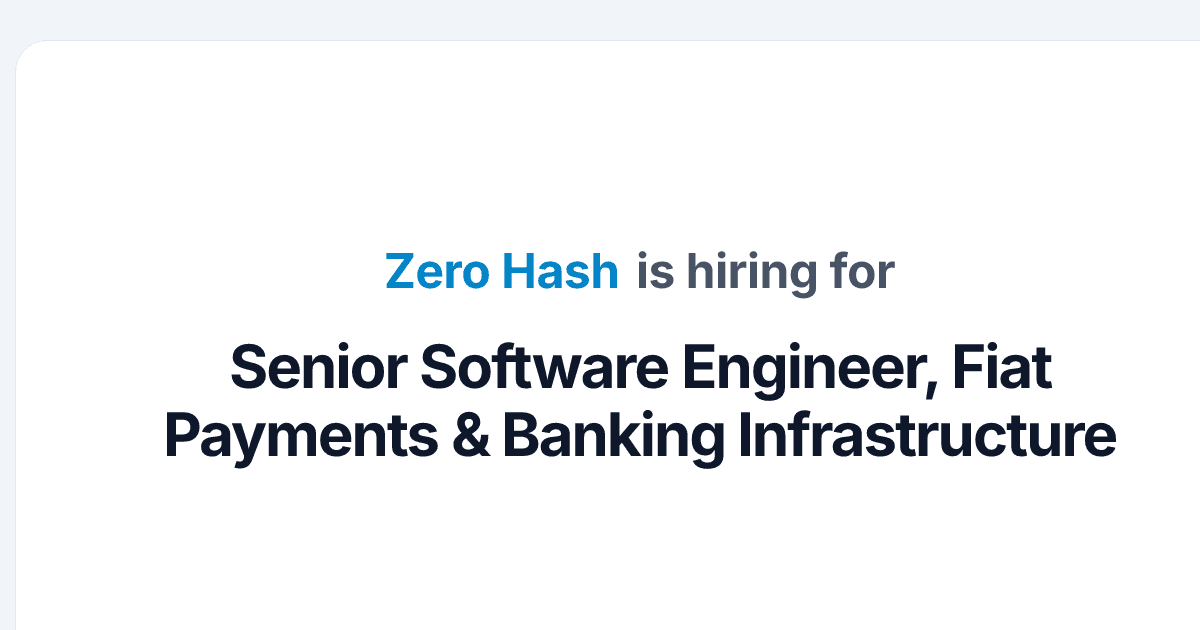 Zero Hash is hiring for
Senior Software Engineer, Fiat
Payments & Banking Infrastructure